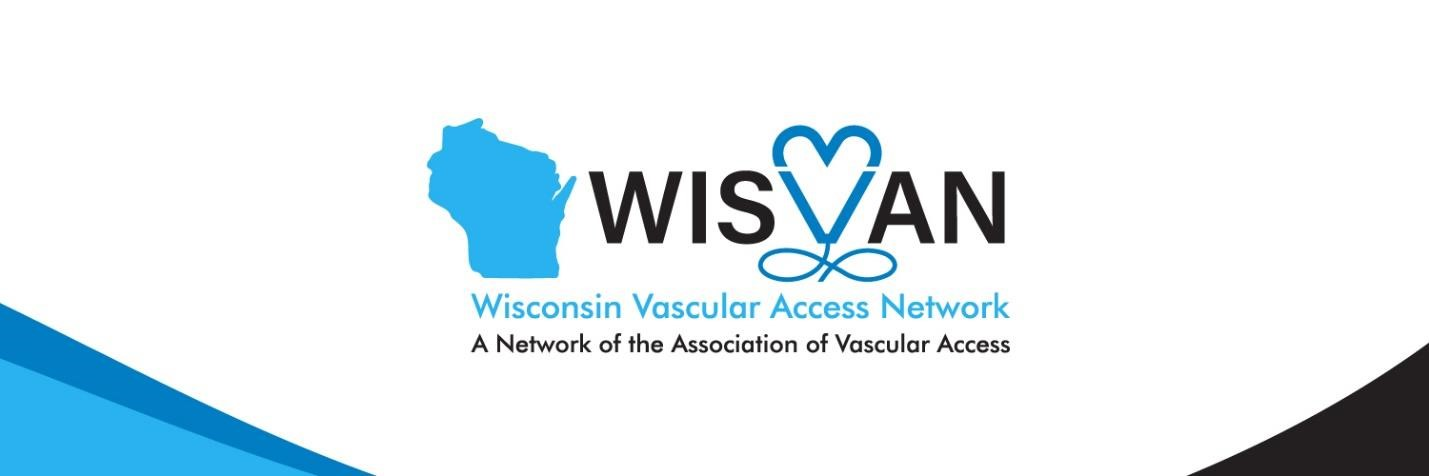 WISVAN
Wisconsin Vascular Access Network
A Network of the Association of Vascular Access